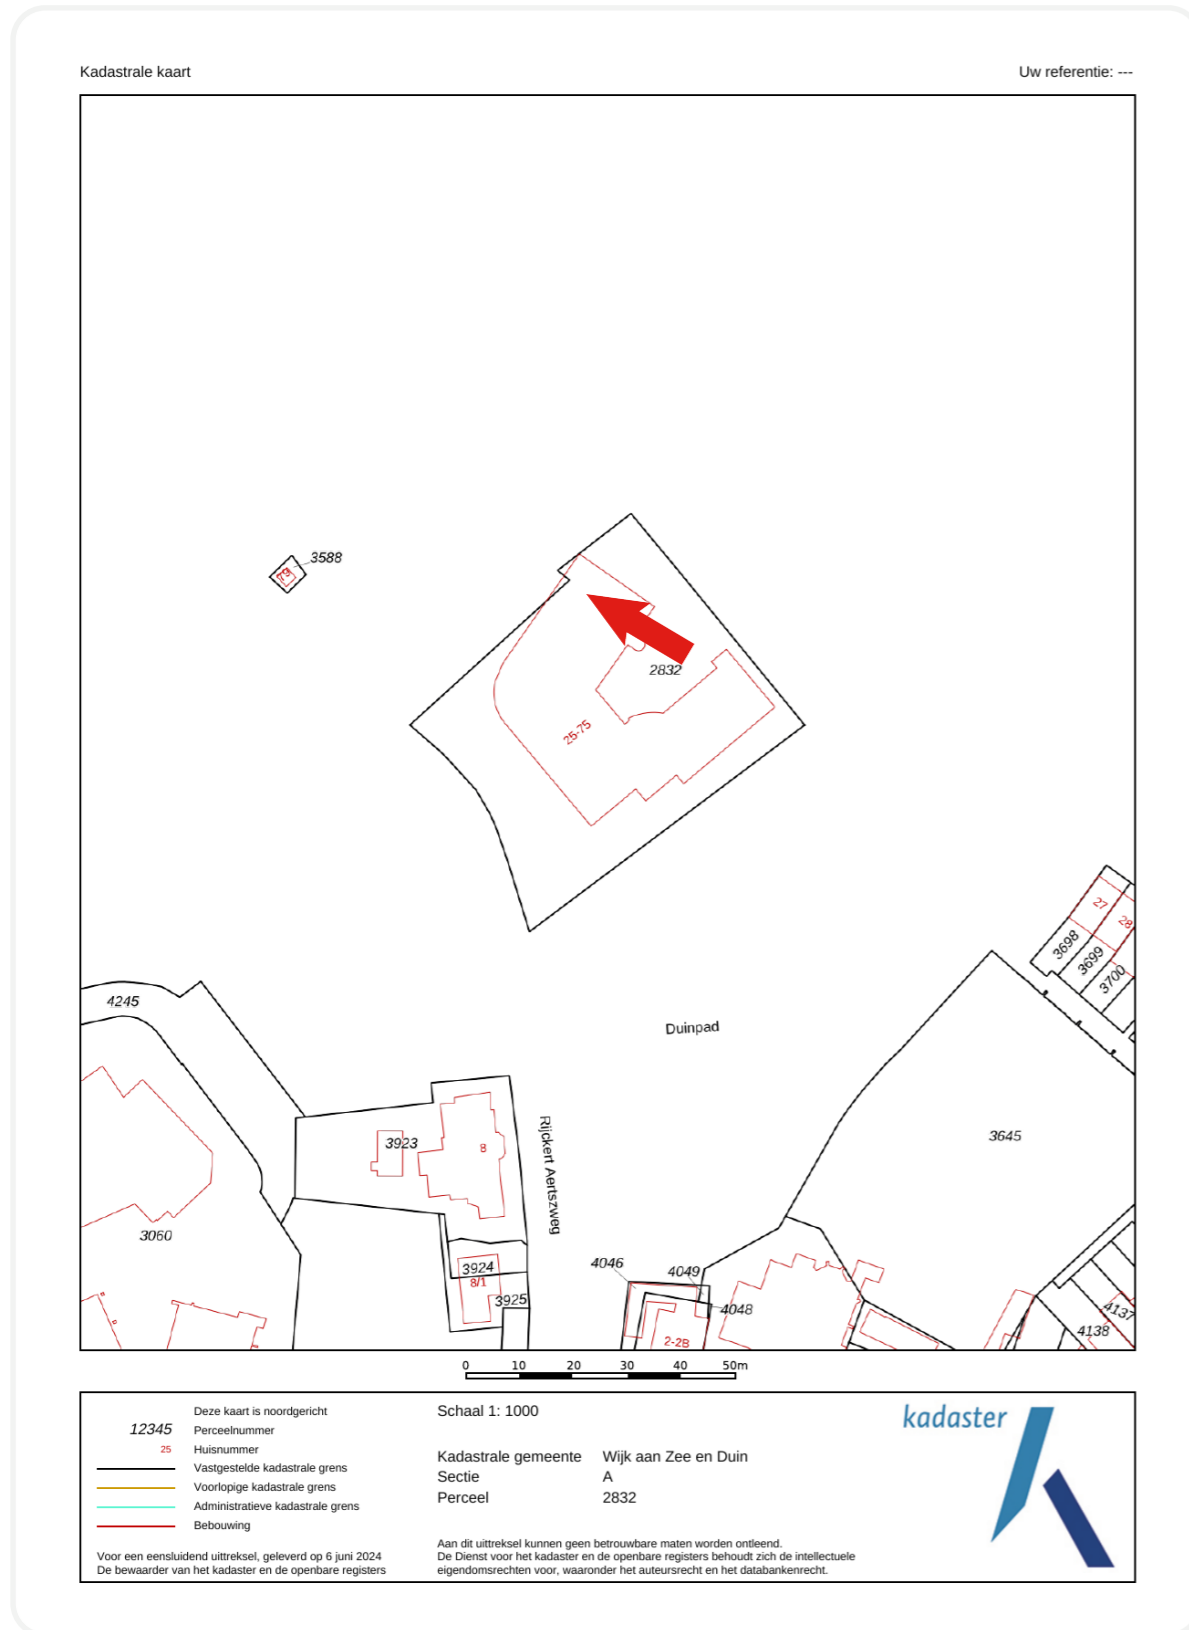 Kadastrale kaart
Uw referentie: ---
3588
79
2832
25-75
27
28
3698
3699
3700
4245
Duinpad
3645
3923
8
Rijckert Aertszweg
3060
3924
8/1
3925
4046
4049
4048
2-2B
4137
4138
0 10 20 30 40 50m
Deze kaart is noordgericht
12345 Perceelnummer
25 Huisnummer
Vastgestelde kadastrale grens
Voorlopige kadastrale grens
Administratieve kadastrale grens
Bebouwing
Voor een eensluidend uittreksel, geleverd op 6 juni 2024
De bewaarder van het kadaster en de openbare registers
Schaal 1: 1000
Kadastrale gemeente Wijk aan Zee en Duin
Sectie A
Perceel 2832
Aan dit uittreksel kunnen geen betrouwbare maten worden ontleend.
De Dienst voor het kadaster en de openbare registers behoudt zich de intellectuele
eigendomsrechten voor, waaronder het auteursrecht en het databankenrecht.
kadaster